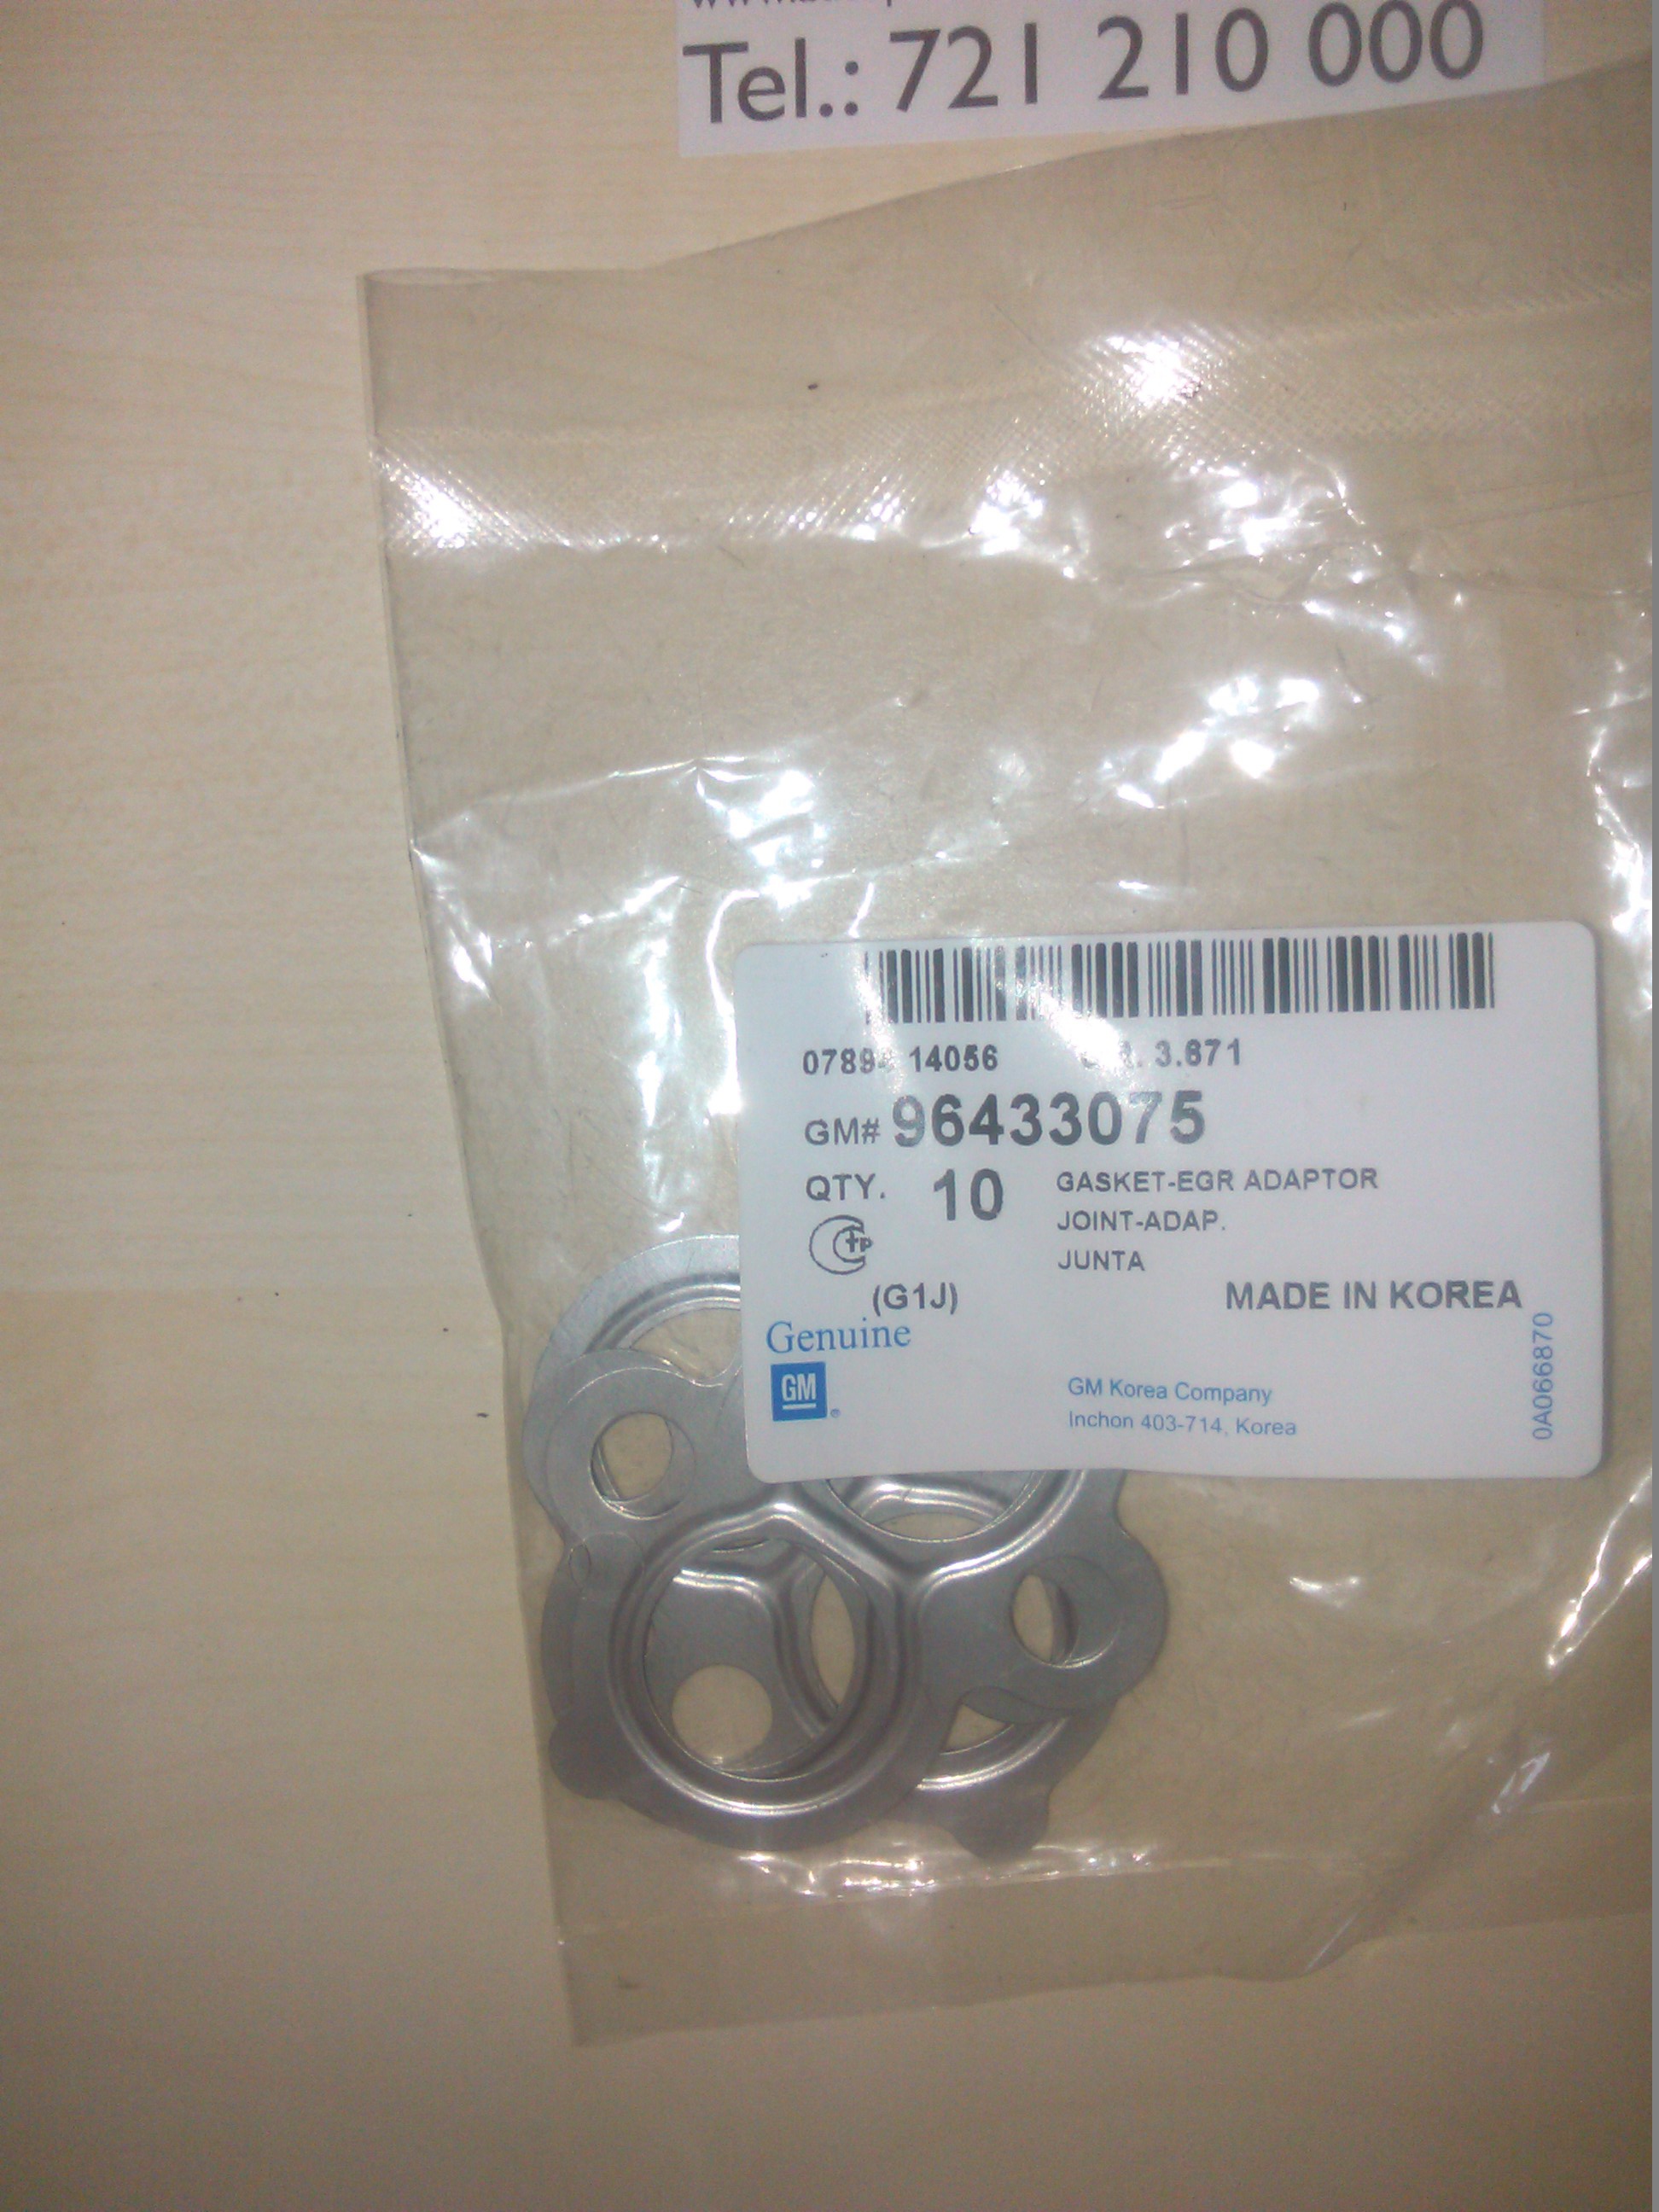 Tel.: 721 210 000
14056 3.671
GM# 96433075
QTY. 10 GASKET-EGR ADAPTOR
JOINT-ADAP.
JUNTA
(G1J) MADE IN KOREA
Genuine
GM
GM Korea Company
Inchon 403-714, Korea
0A066870